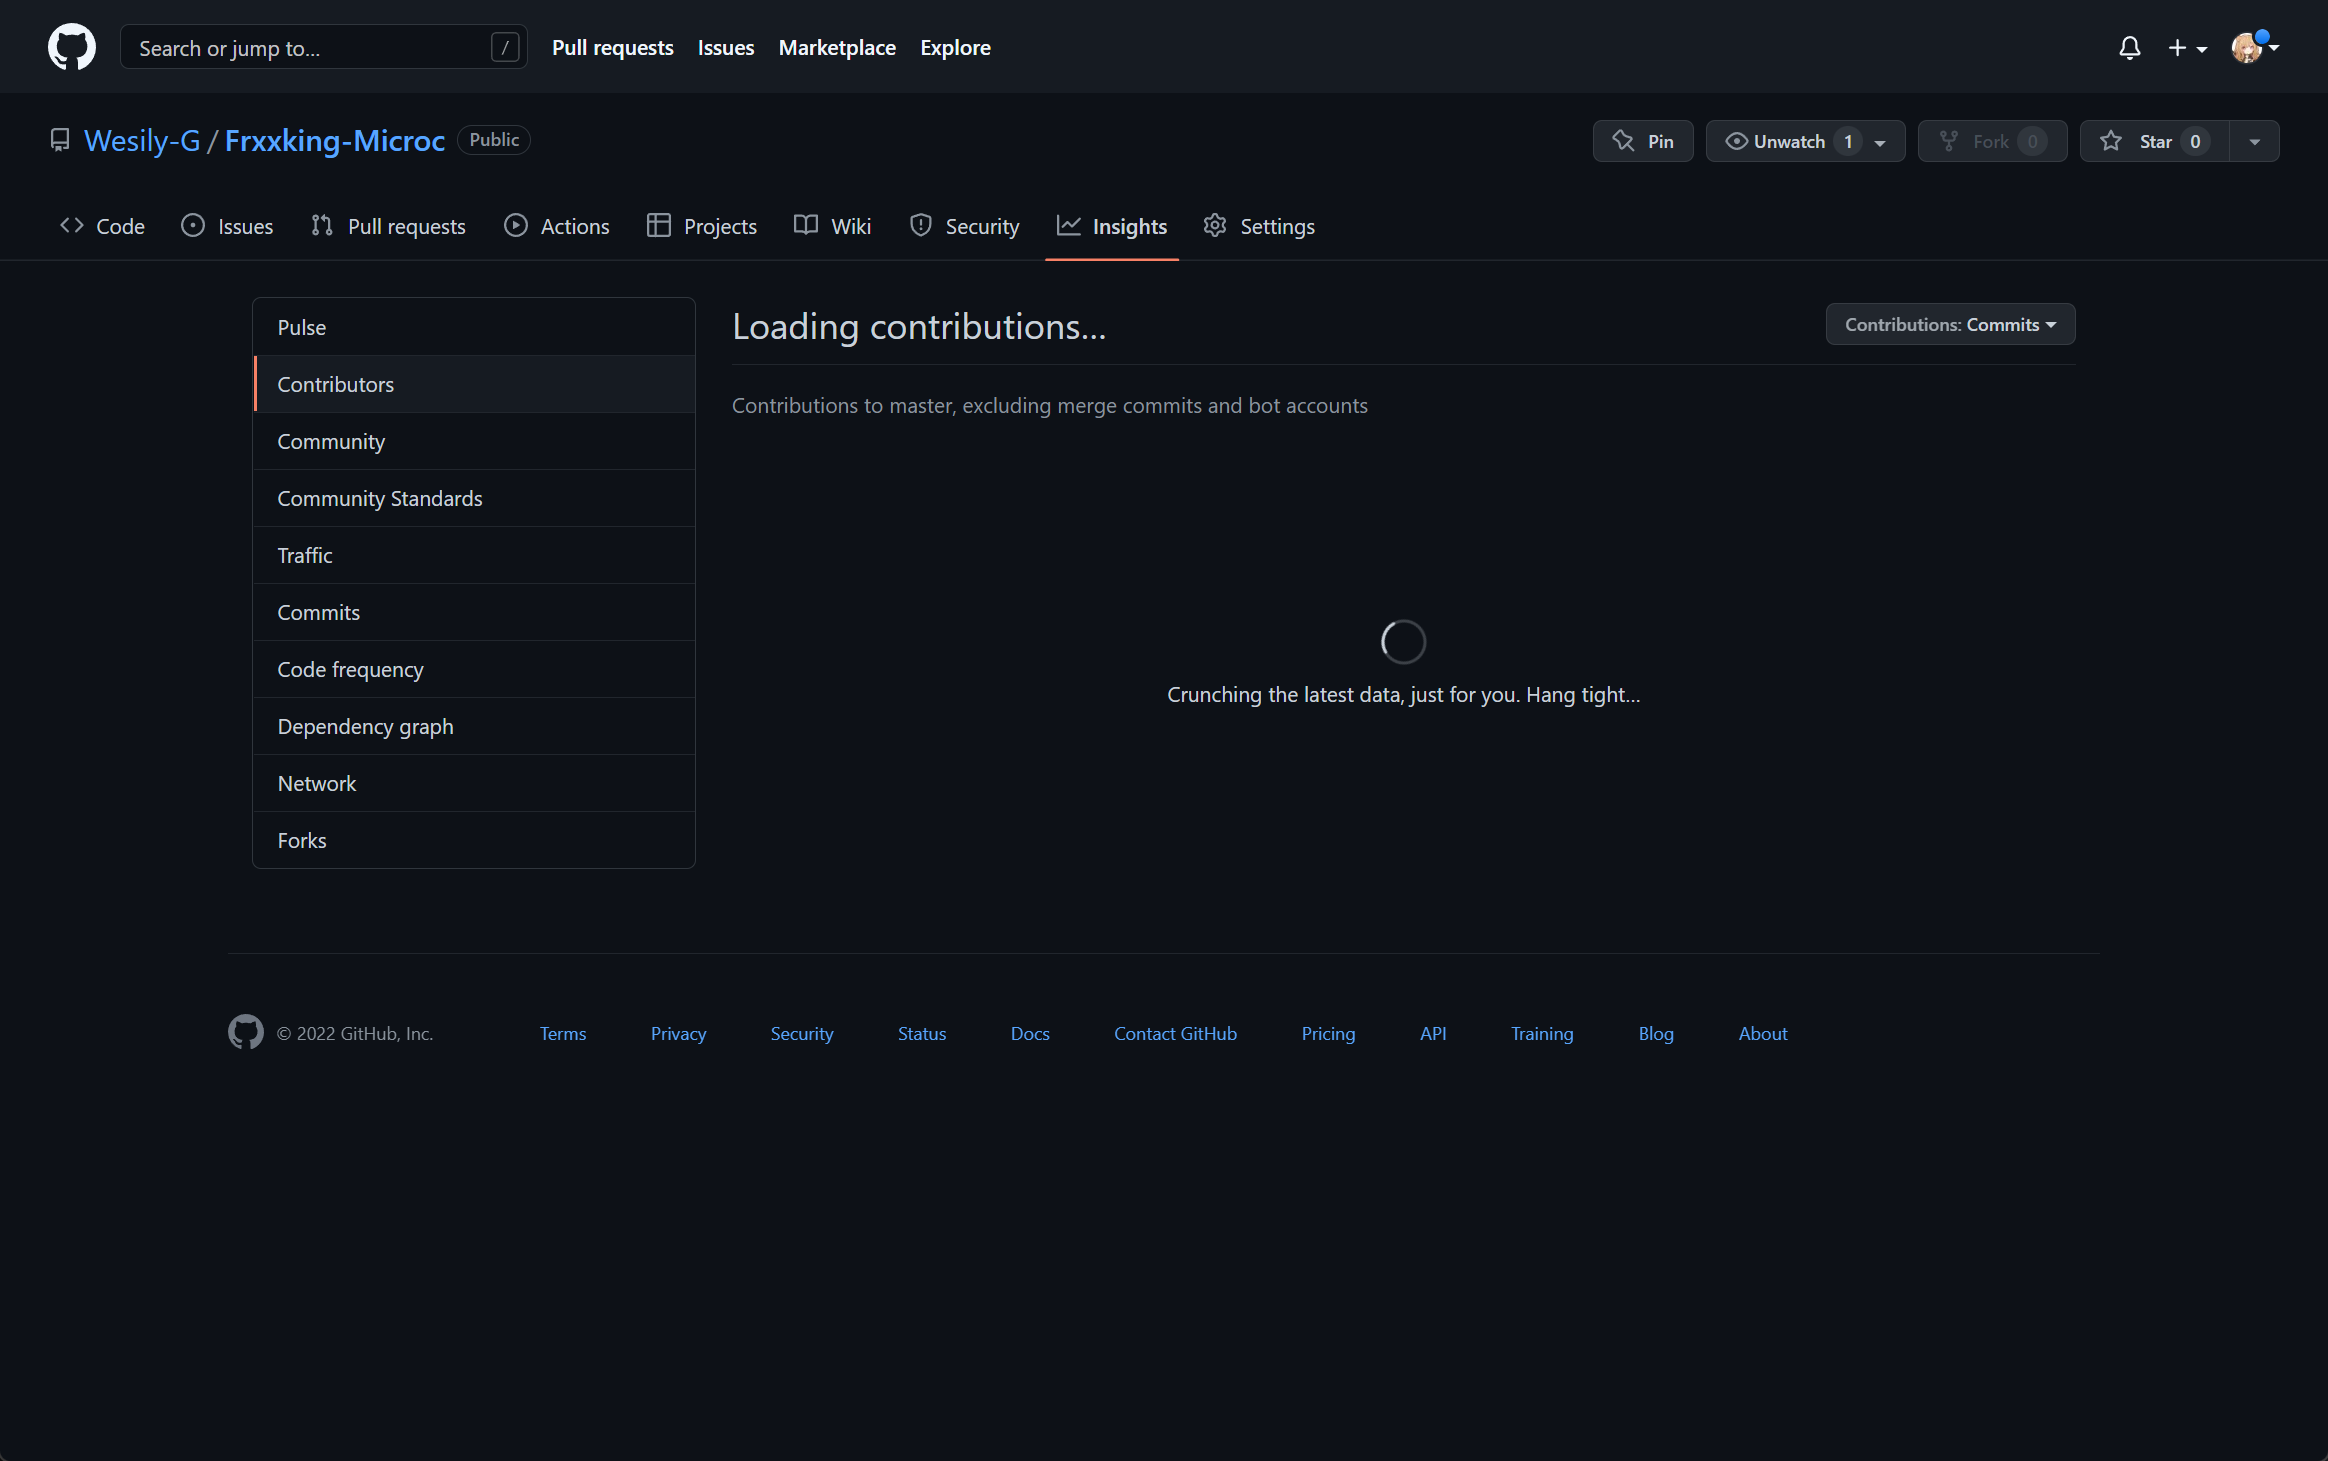 Search or jump to... / Pull requests Issues Marketplace Explore
Wesily-G / Frxxking-Microc Public Pin Unwatch 1 Fork 0 Star 0
Code Issues Pull requests Actions Projects Wiki Security Insights Settings
Pulse
Contributors
Community
Community Standards
Traffic
Commits
Code frequency
Dependency graph
Network
Forks
Loading contributions... Contributions: Commits
Contributions to master, excluding merge commits and bot accounts
Crunching the latest data, just for you. Hang tight...
© 2022 GitHub, Inc. Terms Privacy Security Status Docs Contact GitHub Pricing API Training Blog About